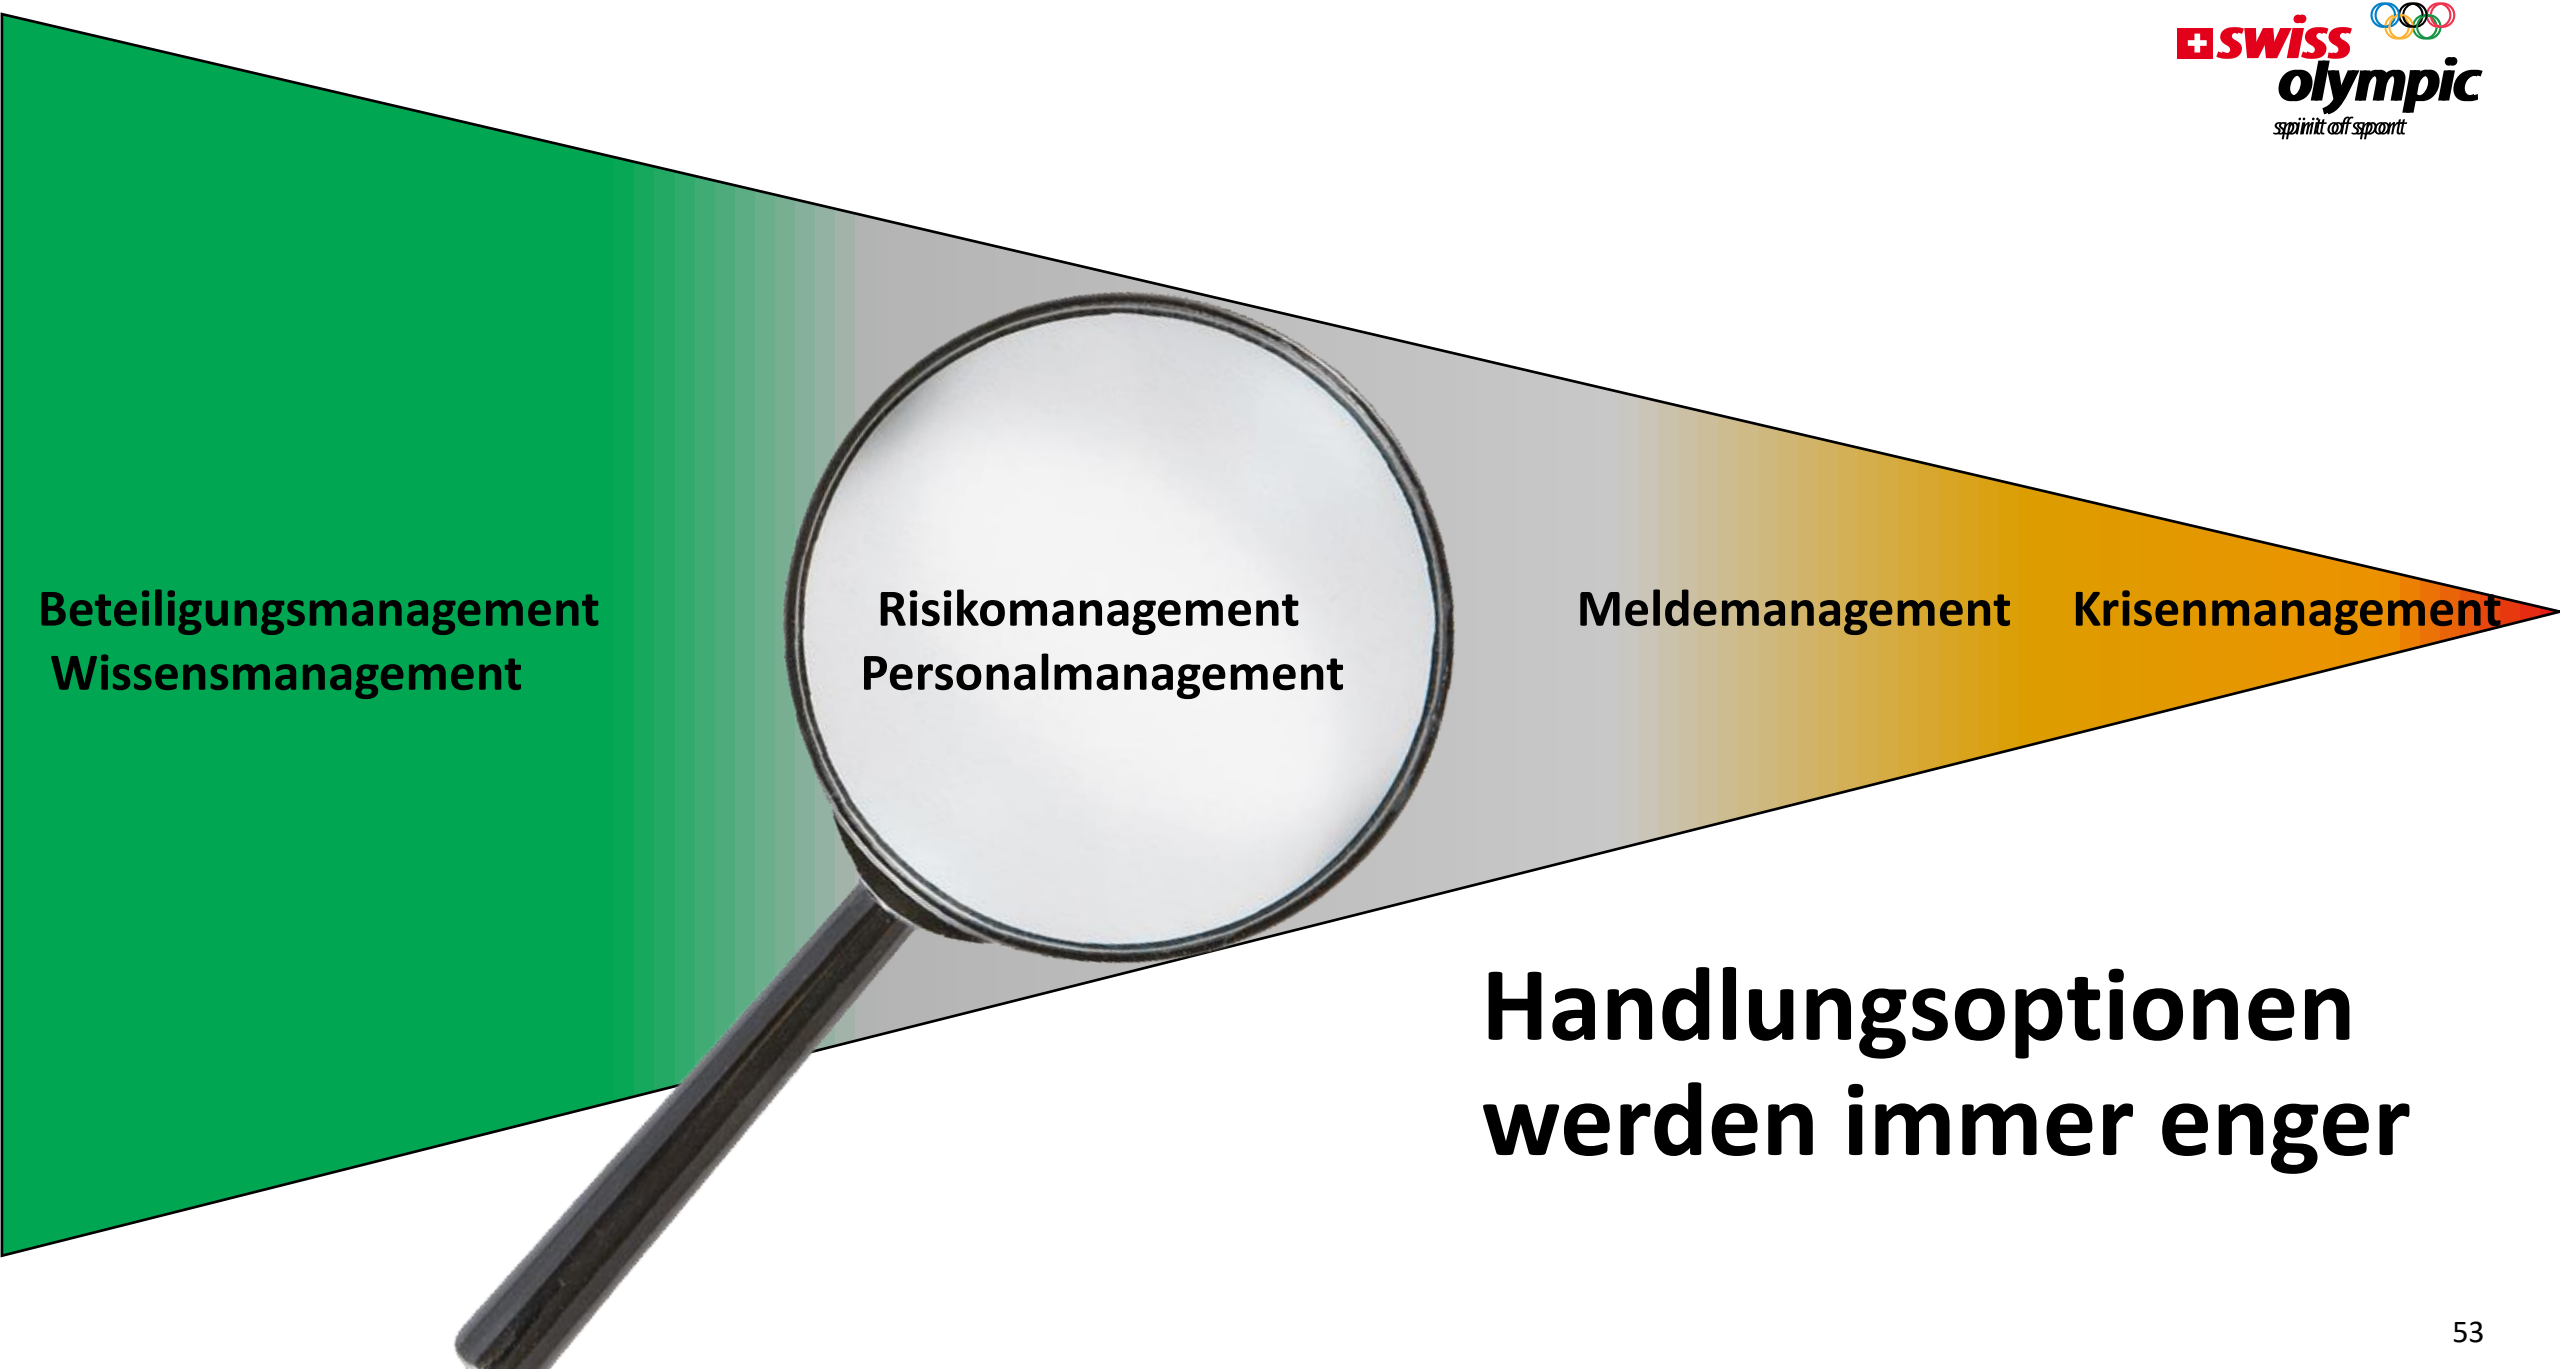 swiss
olympic
spirit of sport
Beteiligungsmanagement
Wissensmanagement
Risikomanagement
Personalmanagement
Meldemanagement
Krisenmanagement
Handlungsoptionen
werden immer enger
53